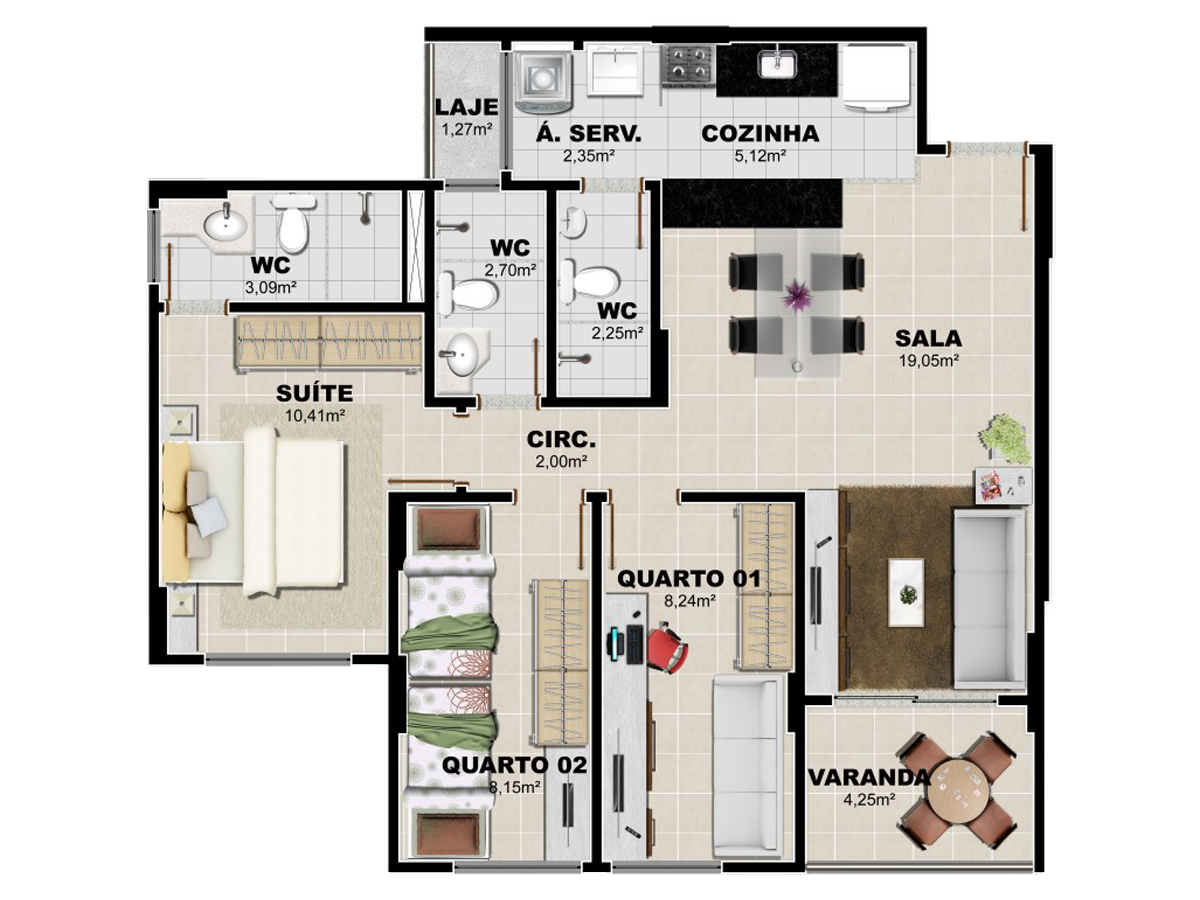 LAJE
1,27m²
Á. SERV.
2,35m²
COZINHA
5,12m²
WC
3,09m²
WC
2,70m²
WC
2,25m²
SALA
19,05m²
SUÍTE
10,41m²
CIRC.
2,00m²
QUARTO 01
8,24m²
QUARTO 02
8,15m²
VARANDA
4,25m²